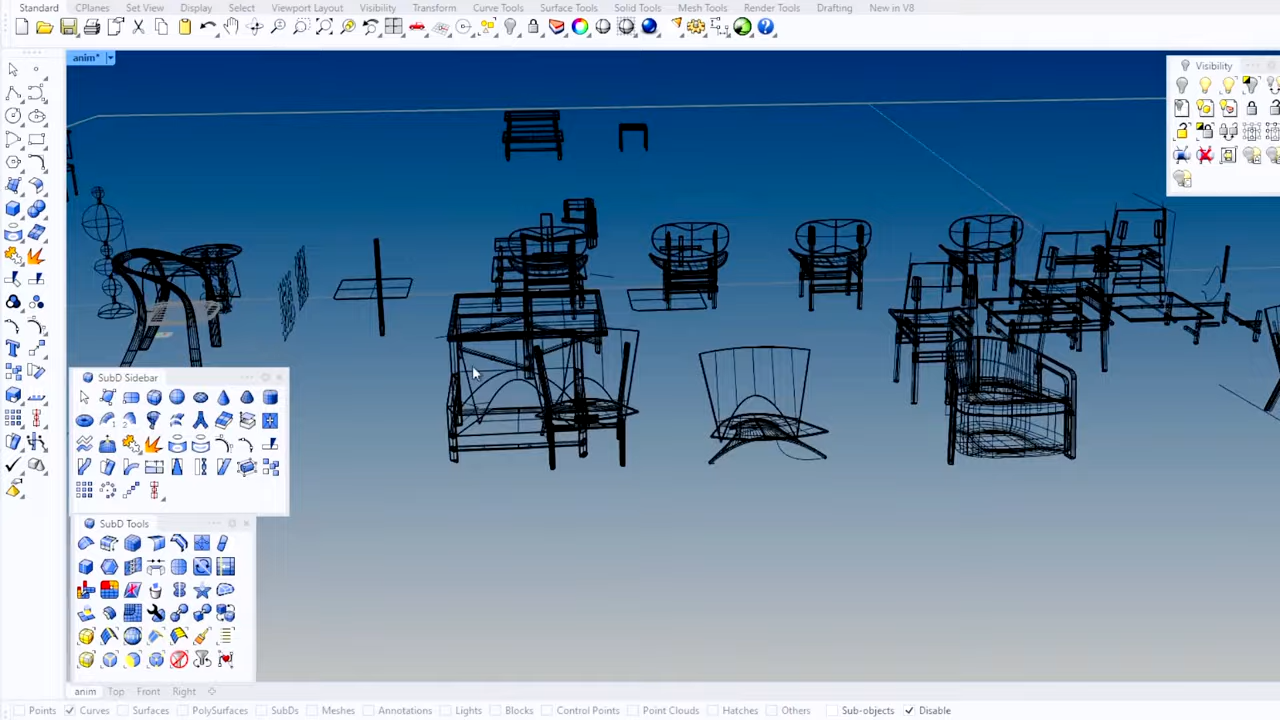 Standard CPlanes Set View Display Select Viewport Layout Visibility Transform Curve Tools Surface Tools Solid Tools Mesh Tools Render Tools Drafting New in V8
anim*
Visibility
SubD Sidebar
SubD Tools
anim Top Front Right
Points Curves Surfaces PolySurfaces SubDs Meshes Annotations Lights Blocks Control Points Point Clouds Hatches Others Sub-objects Disable